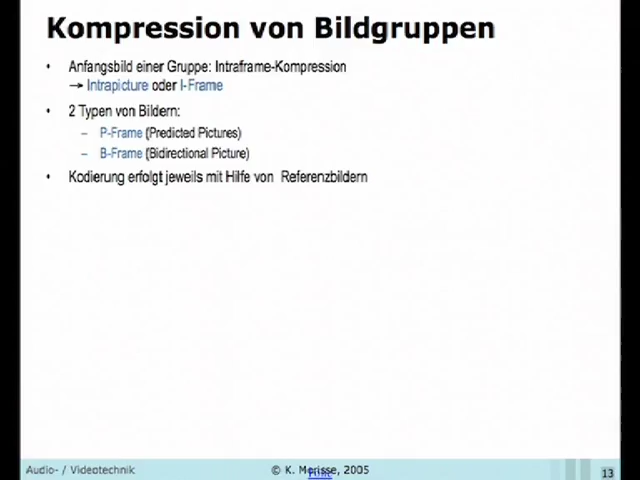 Kompression von Bildgruppen
• Anfangsbild einer Gruppe: Intraframe-Kompression
→ Intrapicture oder I-Frame
• 2 Typen von Bildern:
– P-Frame (Predicted Pictures)
– B-Frame (Bidirectional Picture)
• Kodierung erfolgt jeweils mit Hilfe von Referenzbildern
Audio- / Videotechnik
© K. Morisse, 2005
13